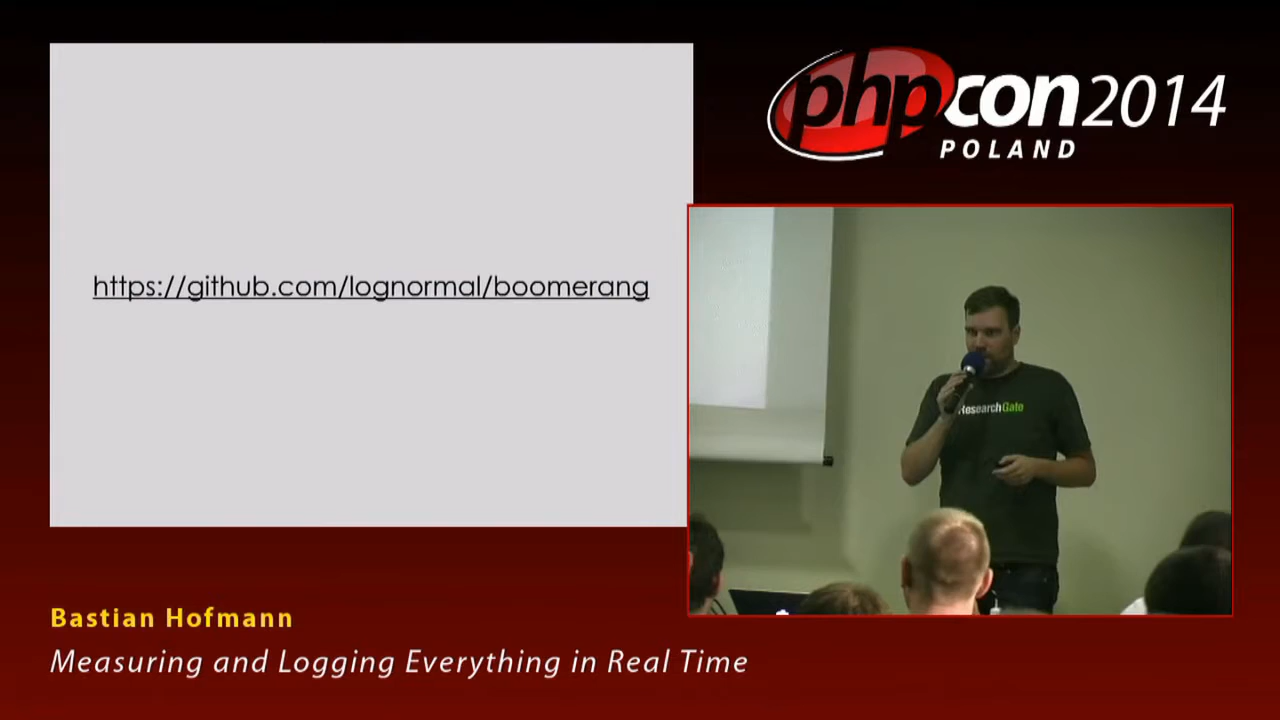 https://github.com/lognormal/boomerang
phpcon2014
POLAND
ResearchGate
Bastian Hofmann
Measuring and Logging Everything in Real Time